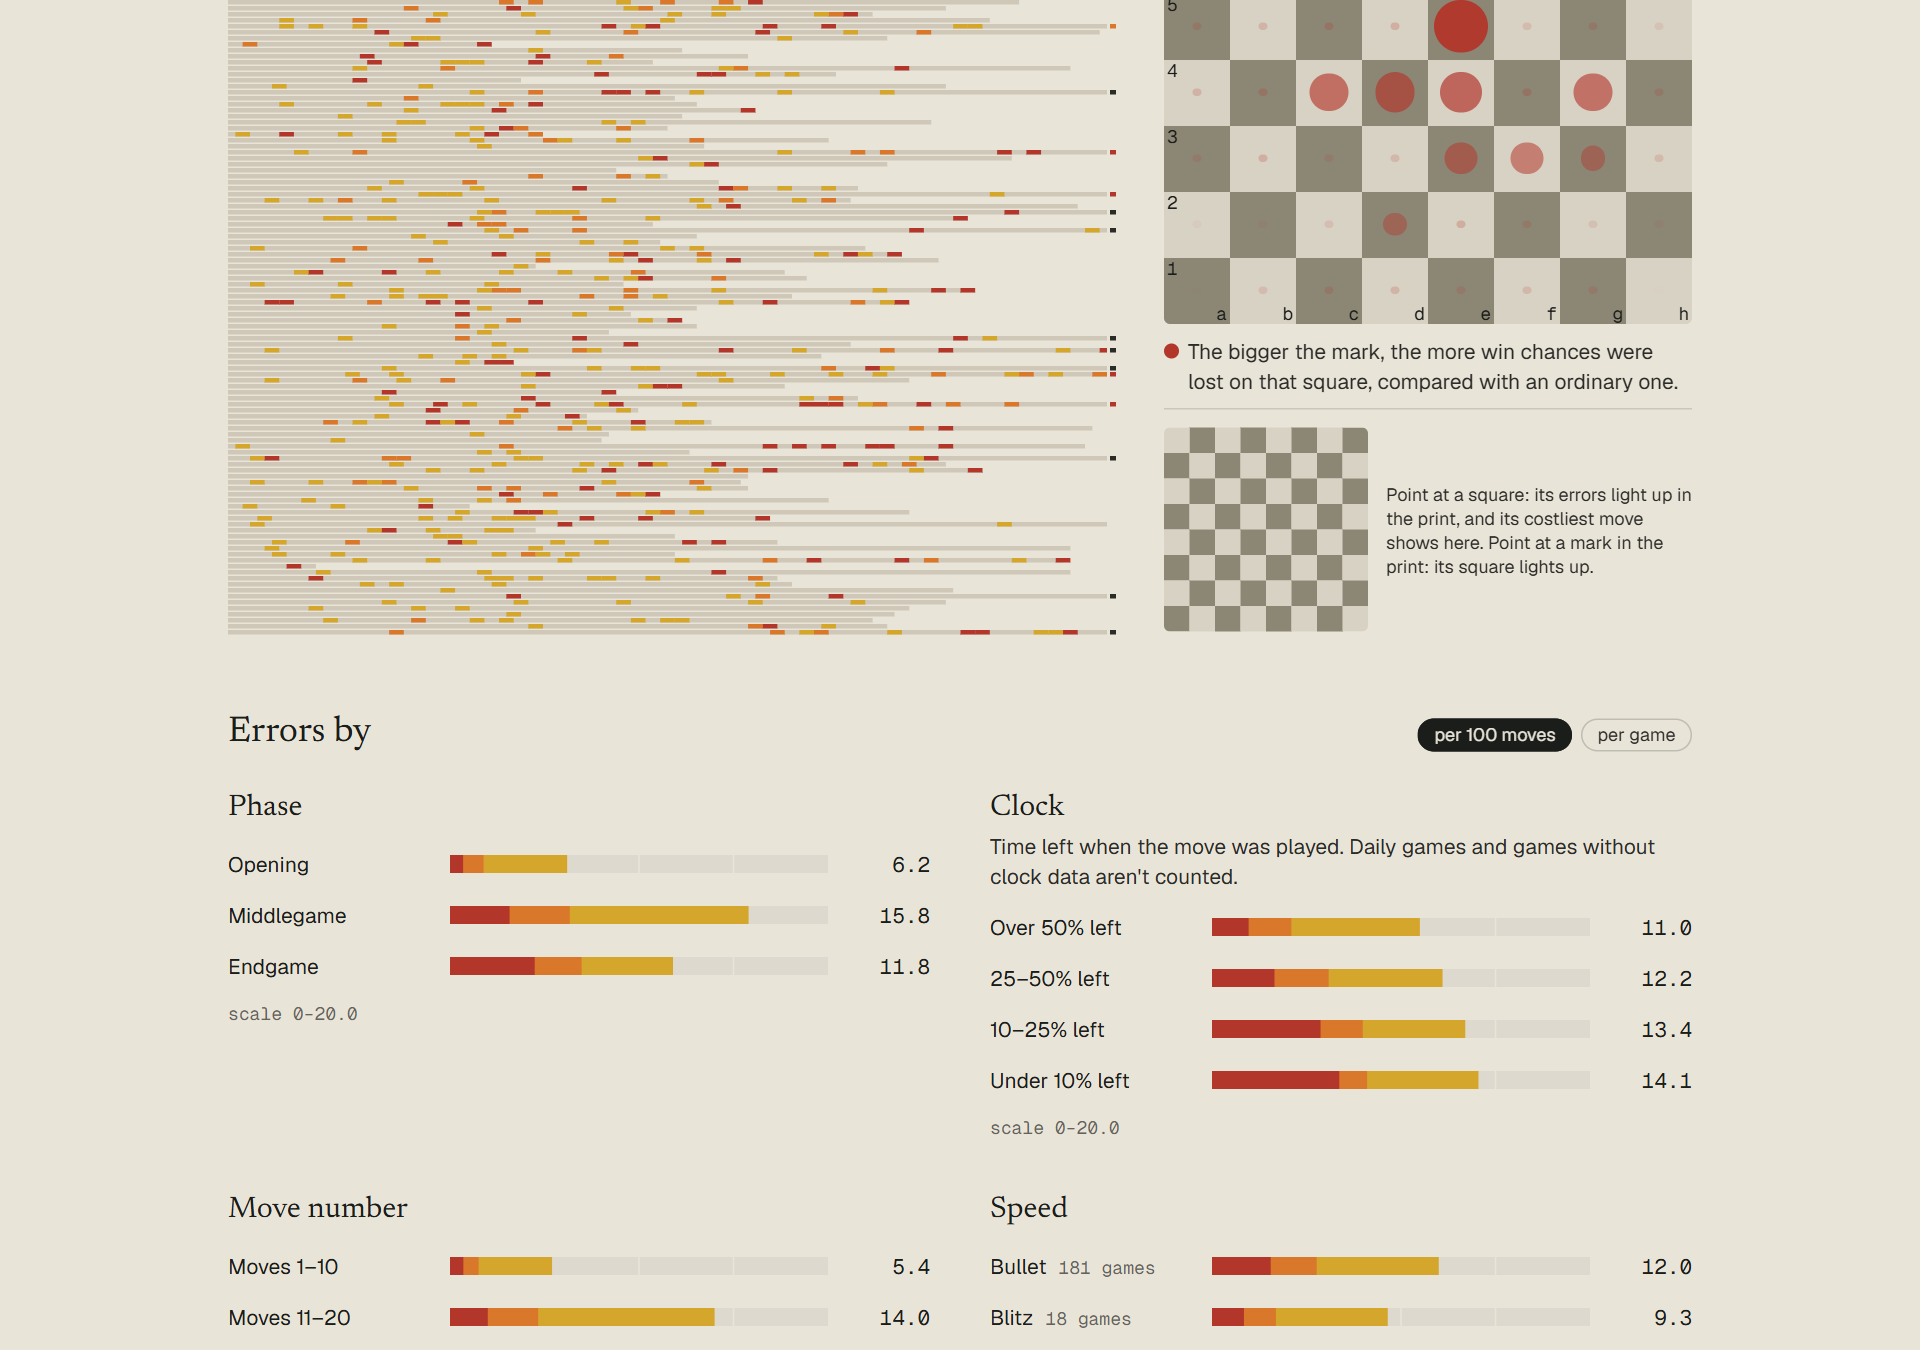 5
4
3
2
1
a b c d e f g h
The bigger the mark, the more win chances were
lost on that square, compared with an ordinary one.
Point at a square: its errors light up in
the print, and its costliest move
shows here. Point at a mark in the
print: its square lights up.
Errors by
per 100 moves
per game
Phase
Opening 6.2
Middlegame 15.8
Endgame 11.8
scale 0–20.0
Clock
Time left when the move was played. Daily games and games without
clock data aren't counted.
Over 50% left 11.0
25–50% left 12.2
10–25% left 13.4
Under 10% left 14.1
scale 0–20.0
Move number
Moves 1–10 5.4
Moves 11–20 14.0
Speed
Bullet 181 games 12.0
Blitz 18 games 9.3